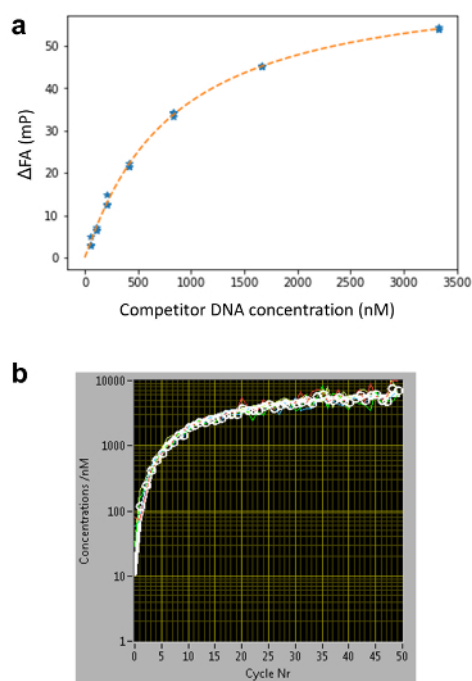 a
50
40
30
20
10
0
ΔFA (mP)
0 500 1000 1500 2000 2500 3000 3500
Competitor DNA concentration (nM)
b
10000
1000
100
10
1
Concentrations /nM
0 5 10 15 20 25 30 35 40 45 50
Cycle Nr